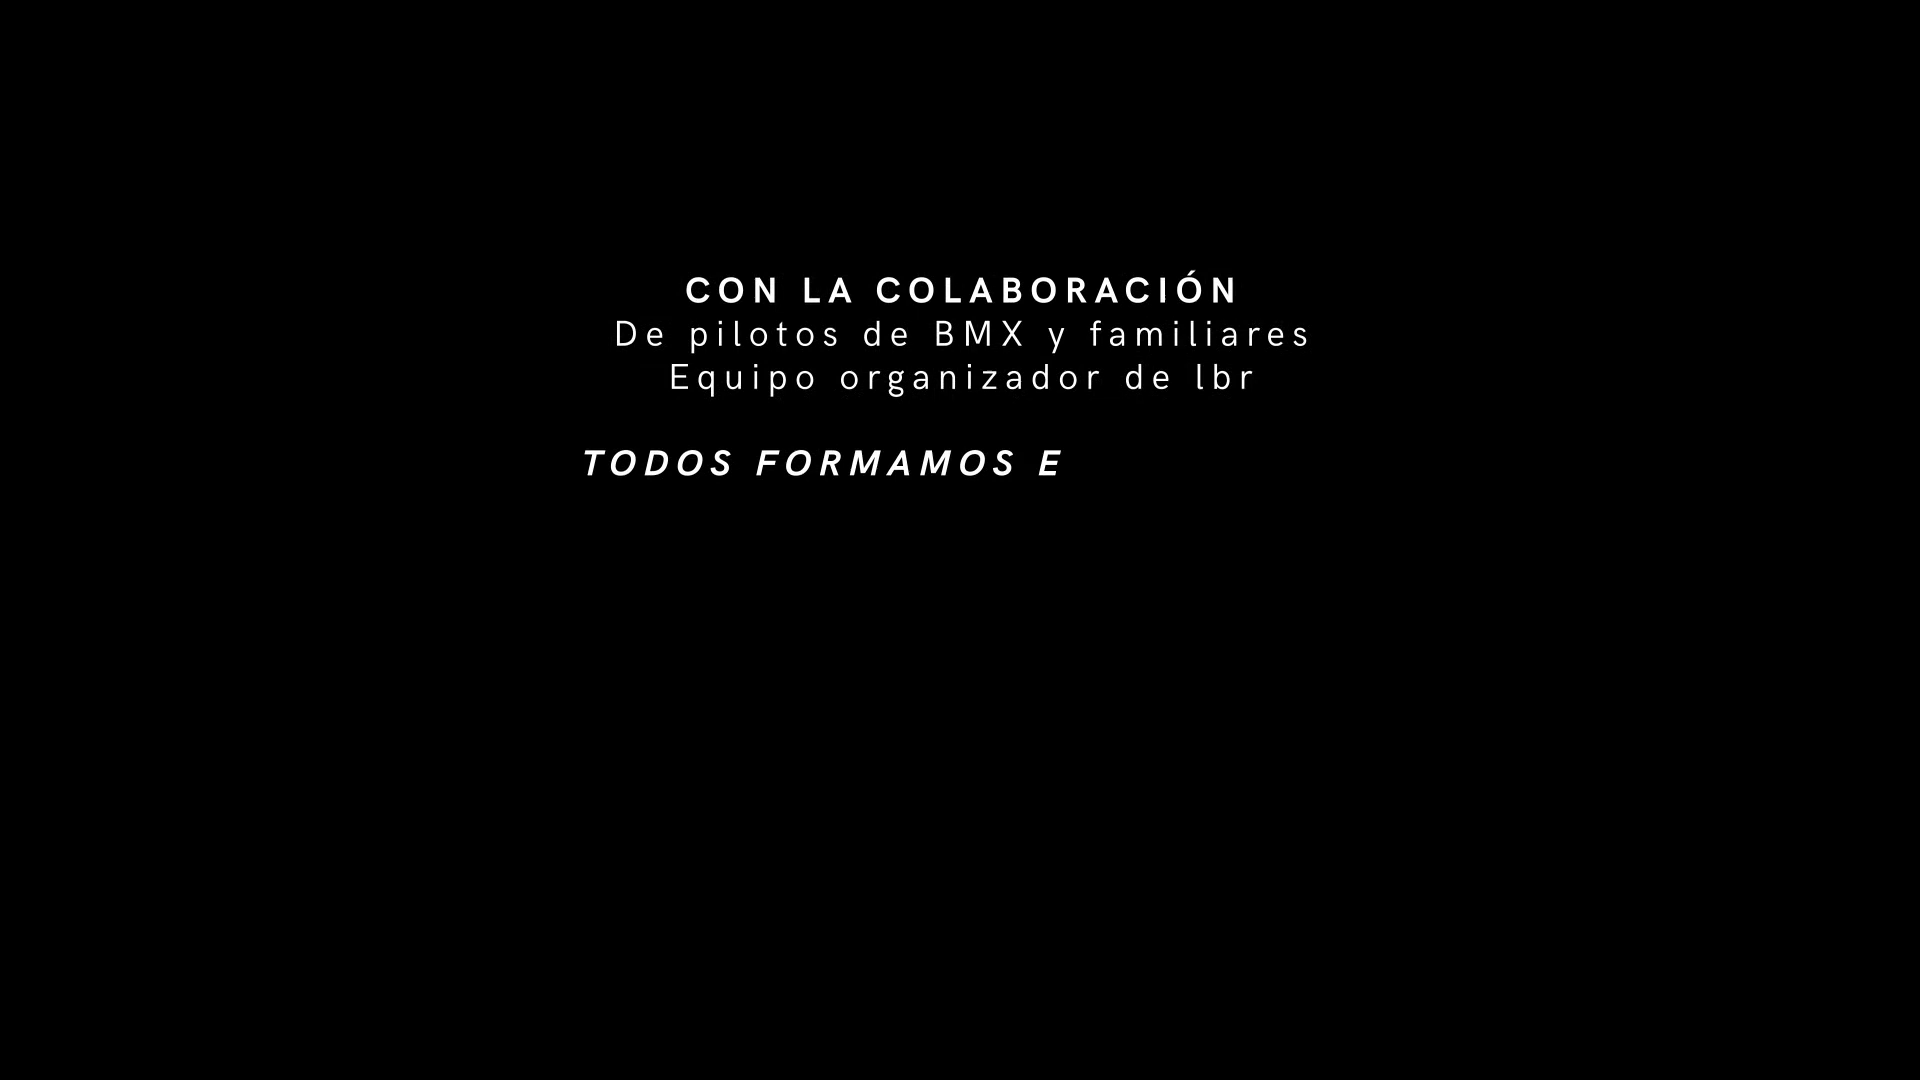 CON LA COLABORACIÓN
De pilotos de BMX y familiares
Equipo organizador de lbr
TODOS FORMAMOS E